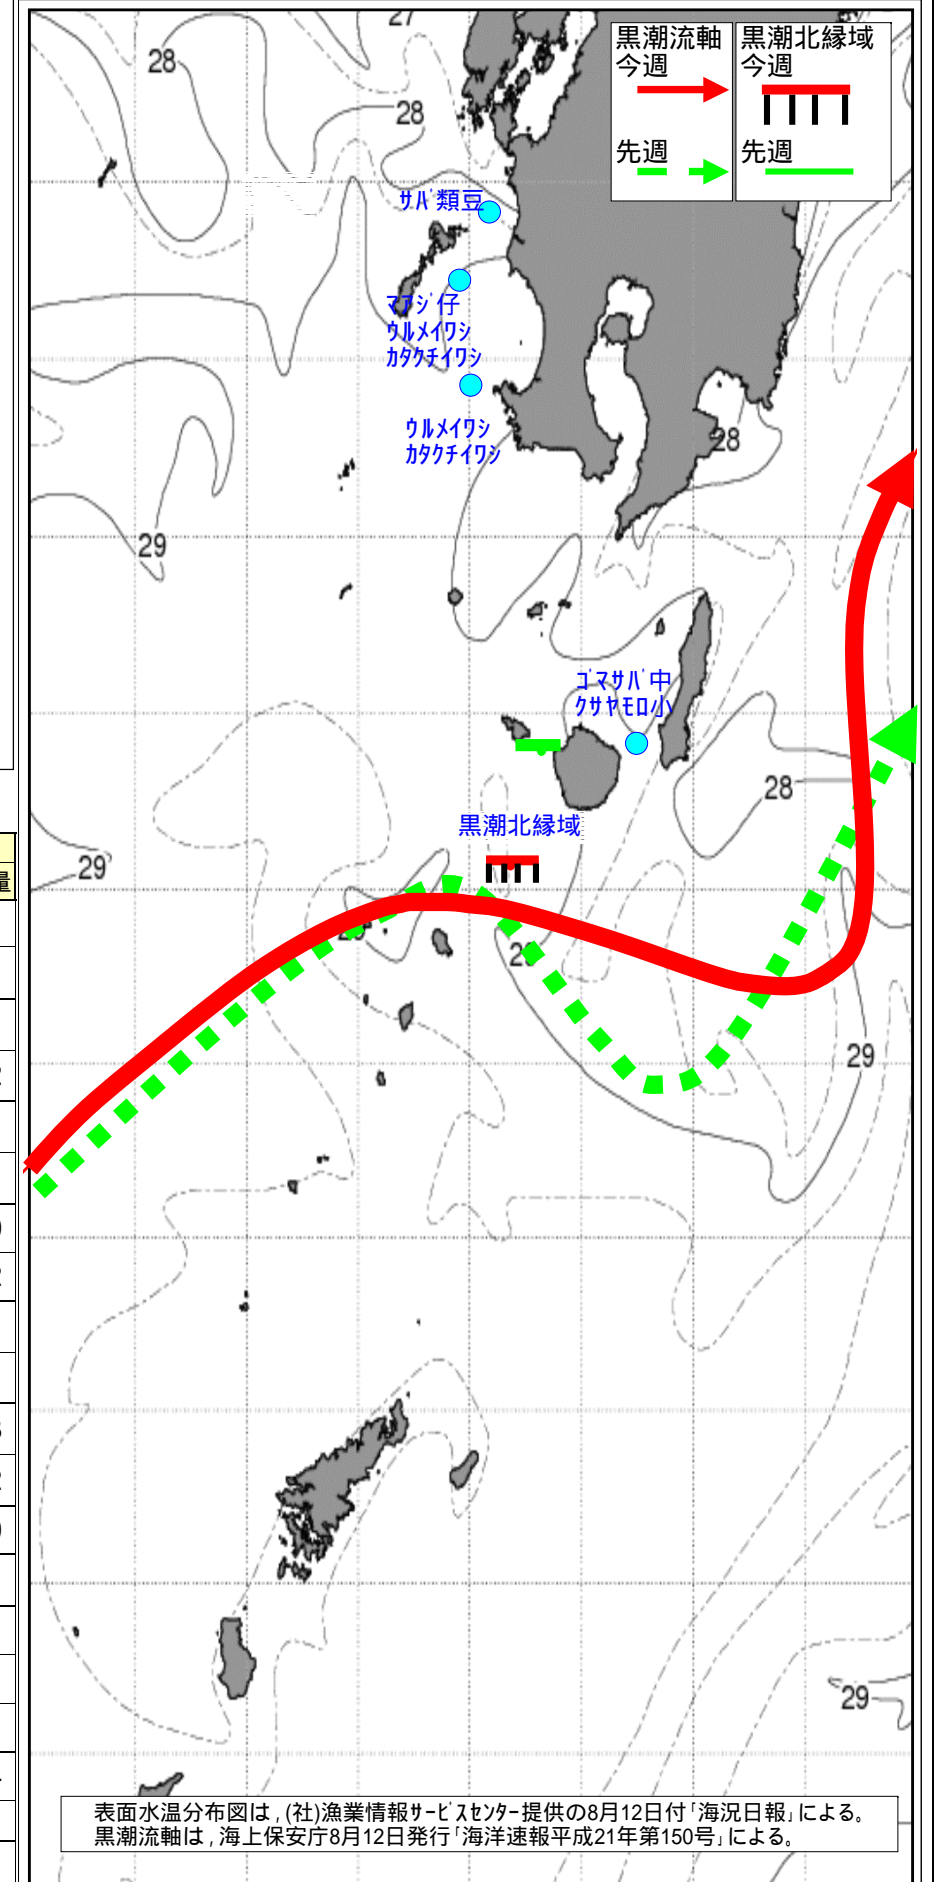 黒潮流軸
今週
先週
黒潮北縁域
今週
先週
27
28
28
サバ類豆
マアジ仔
ウルメイワシ
カタクチイワシ
ウルメイワシ
カタクチイワシ
28
29
ゴマサバ中
クサヤモロ小
28
黒潮北縁域
29
量
29
29
表面水温分布図は，(社)漁業情報サービスセンター提供の8月12日付「海況日報」による。
黒潮流軸は，海上保安庁8月12日発行「海洋速報平成21年第150号」による。